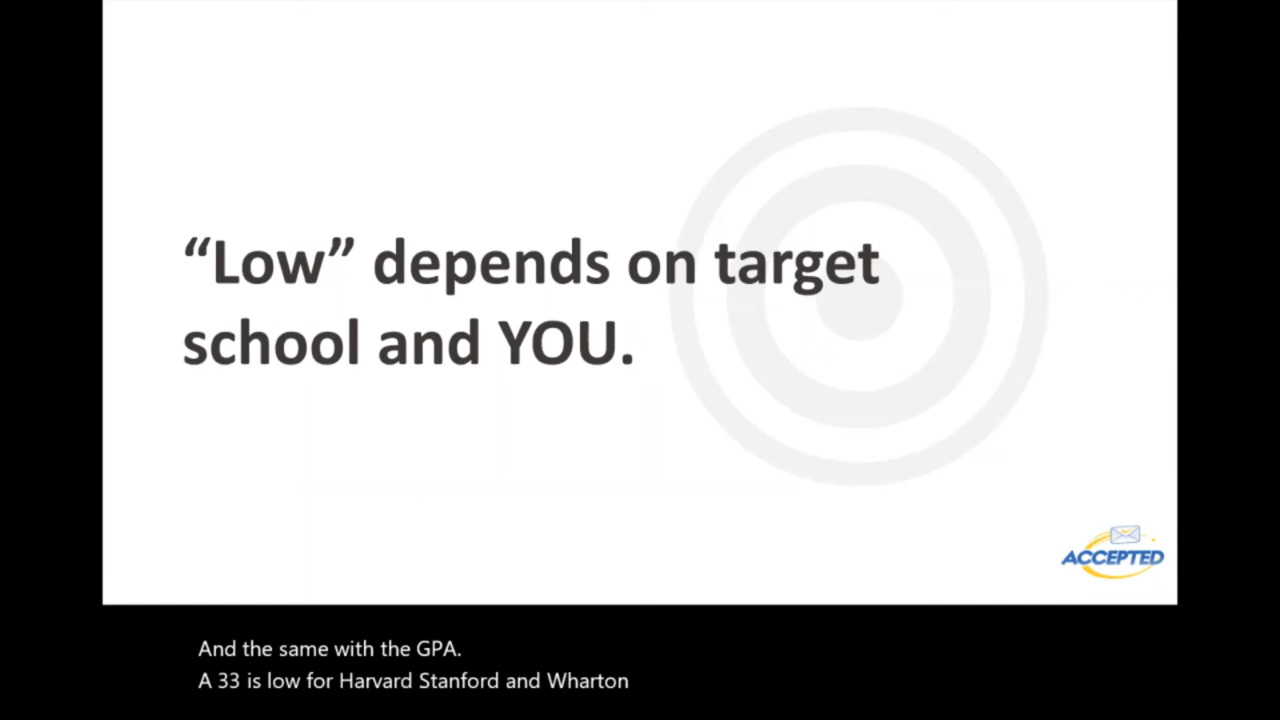 “Low” depends on target
school and YOU.
ACCEPTED
And the same with the GPA.
A 33 is low for Harvard Stanford and Wharton